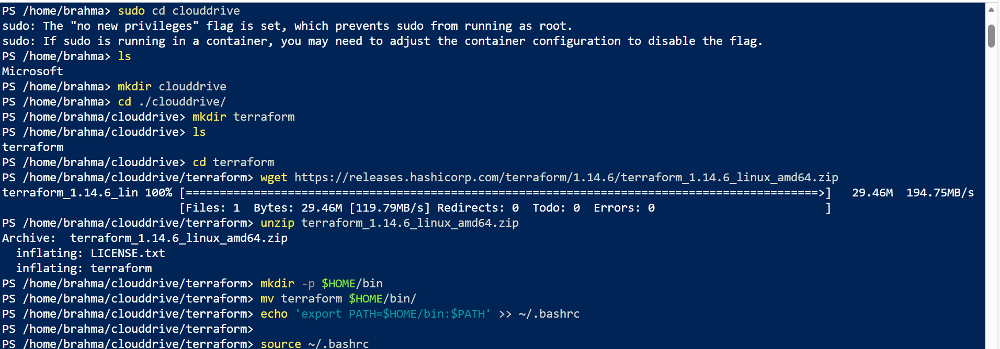 PS /home/brahma> sudo cd clouddrive
sudo: The "no new privileges" flag is set, which prevents sudo from running as root.
sudo: If sudo is running in a container, you may need to adjust the container configuration to disable the flag.
PS /home/brahma> ls
Microsoft
PS /home/brahma> mkdir clouddrive
PS /home/brahma> cd ./clouddrive/
PS /home/brahma/clouddrive> mkdir terraform
PS /home/brahma/clouddrive> ls
terraform
PS /home/brahma/clouddrive> cd terraform
PS /home/brahma/clouddrive/terraform> wget https://releases.hashicorp.com/terraform/1.14.6/terraform_1.14.6_linux_amd64.zip
terraform_1.14.6_lin 100% [=============================================================================================>]   29.46M  194.75MB/s
                          [Files: 1  Bytes: 29.46M [119.79MB/s] Redirects: 0  Todo: 0  Errors: 0                         ]
PS /home/brahma/clouddrive/terraform> unzip terraform_1.14.6_linux_amd64.zip
Archive:  terraform_1.14.6_linux_amd64.zip
  inflating: LICENSE.txt
  inflating: terraform
PS /home/brahma/clouddrive/terraform> mkdir -p $HOME/bin
PS /home/brahma/clouddrive/terraform> mv terraform $HOME/bin/
PS /home/brahma/clouddrive/terraform> echo 'export PATH=$HOME/bin:$PATH' >> ~/.bashrc
PS /home/brahma/clouddrive/terraform>
PS /home/brahma/clouddrive/terraform> source ~/.bashrc